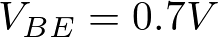 V_{BE} = 0.7V